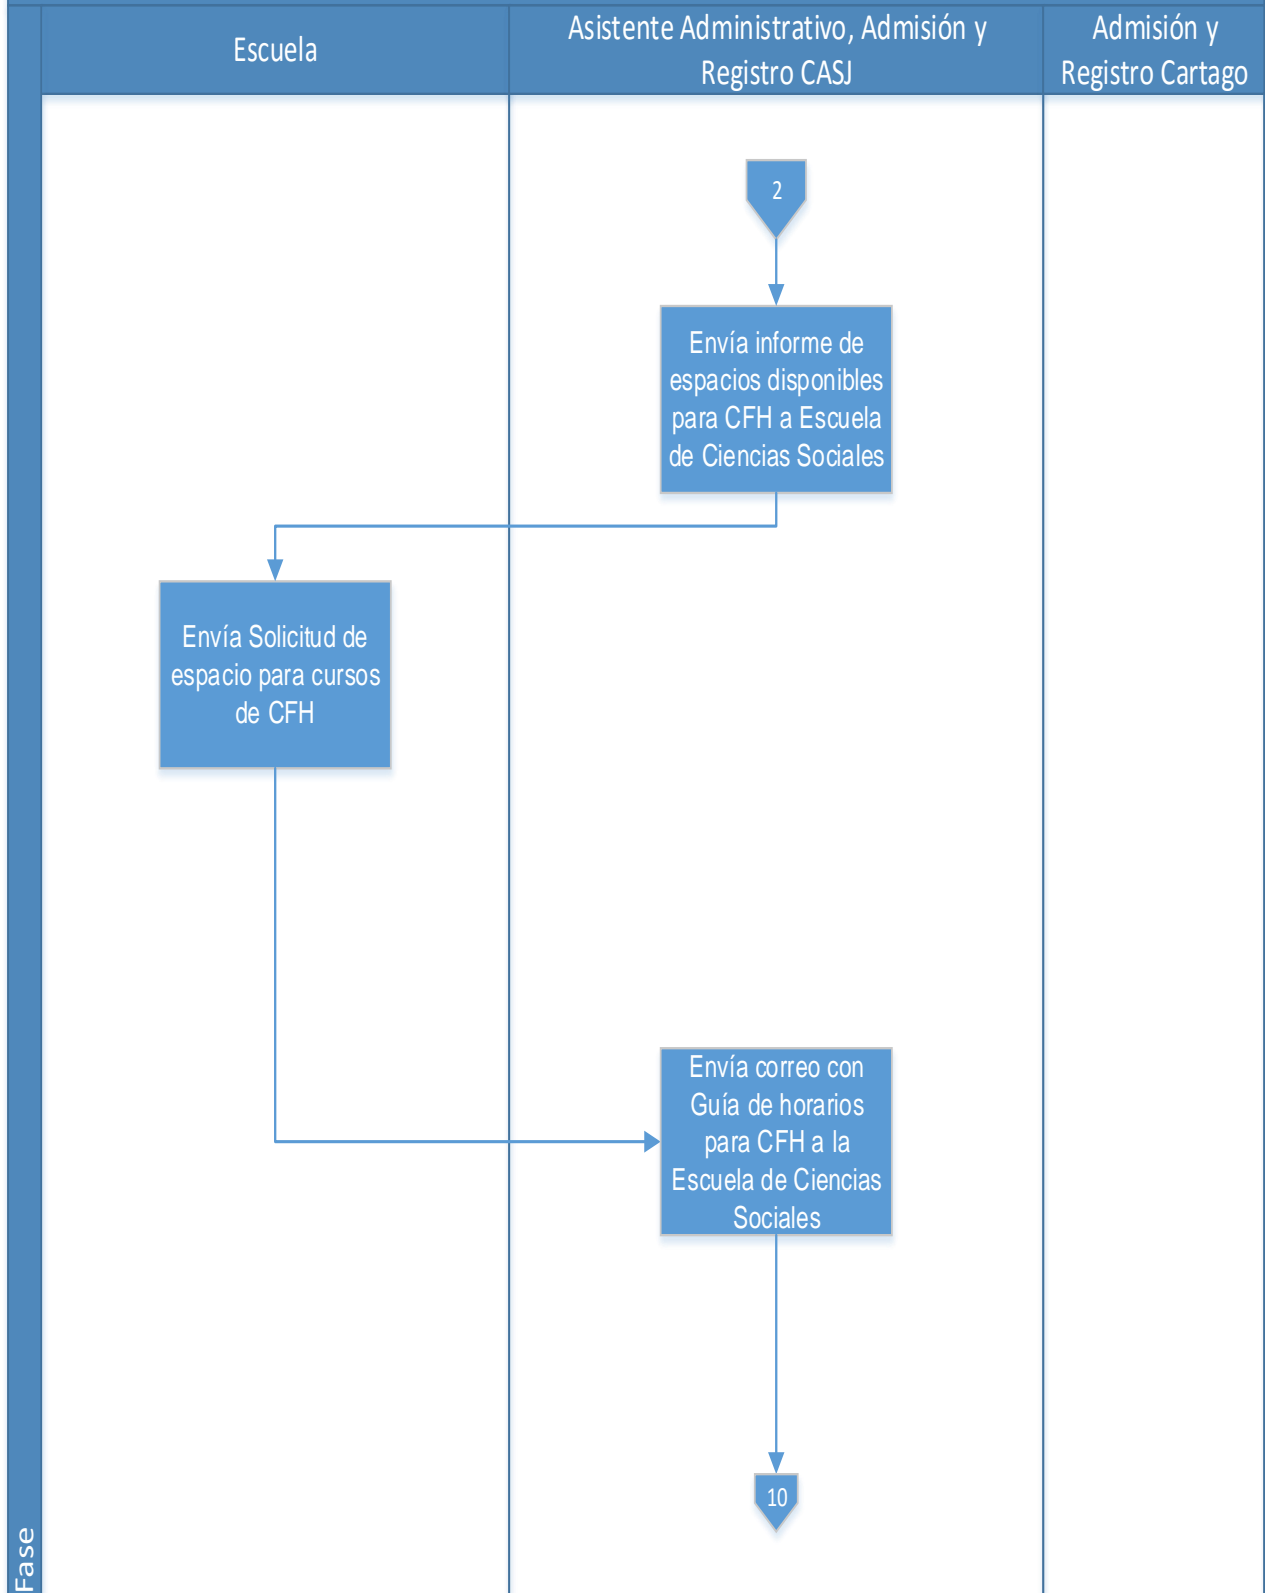 Escuela
Asistente Administrativo, Admisión y
Registro CASJ
Admisión y
Registro Cartago
2
Envía informe de
espacios disponibles
para CFH a Escuela
de Ciencias Sociales
Envía Solicitud de
espacio para cursos
de CFH
Envía correo con
Guía de horarios
para CFH a la
Escuela de Ciencias
Sociales
10
Fase